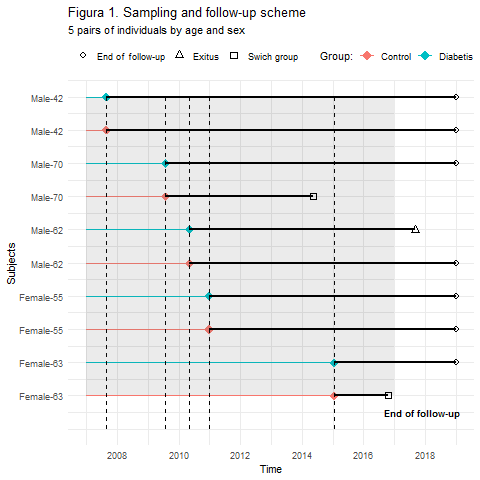 Figura 1. Sampling and follow-up scheme
5 pairs of individuals by age and sex
End of follow-up Exitus Swich group Group: Control Diabetis
Male-42
Male-42
Male-70
Male-70
Male-62
Male-62
Female-55
Female-55
Female-63
Female-63
Subjects
End of follow-up
2008 2010 2012 2014 2016 2018
Time